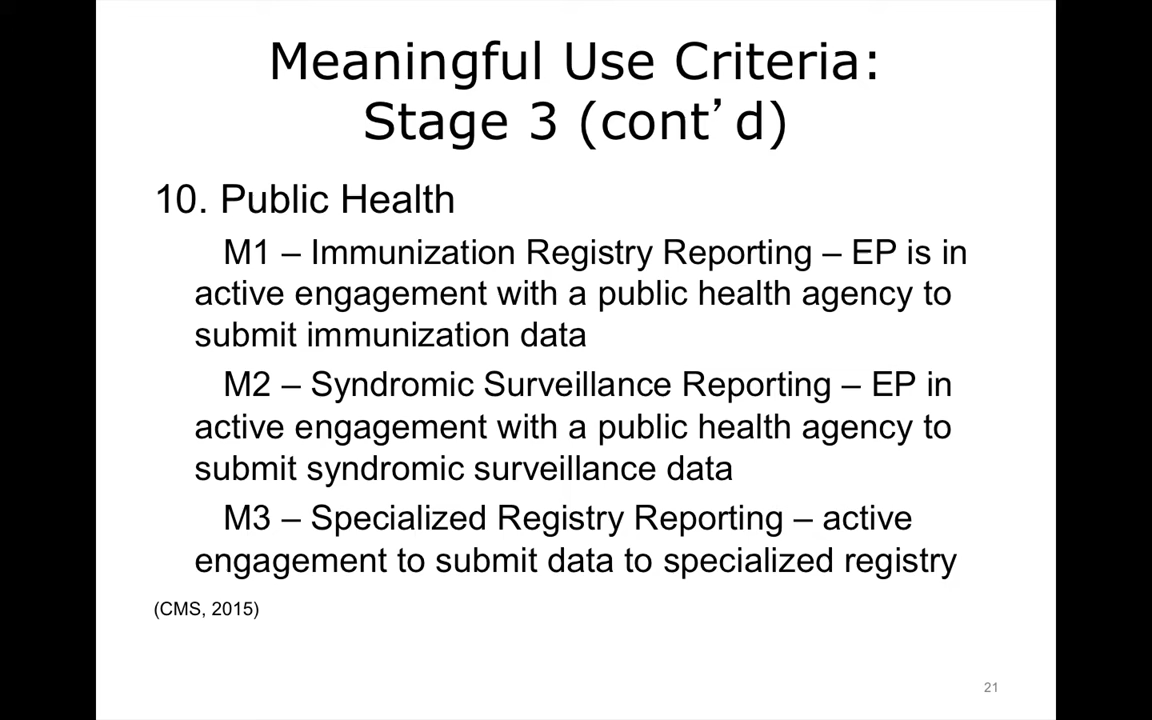 Meaningful Use Criteria:
Stage 3 (cont’d)
10. Public Health
M1 – Immunization Registry Reporting – EP is in
active engagement with a public health agency to
submit immunization data
M2 – Syndromic Surveillance Reporting – EP in
active engagement with a public health agency to
submit syndromic surveillance data
M3 – Specialized Registry Reporting – active
engagement to submit data to specialized registry
(CMS, 2015)
21